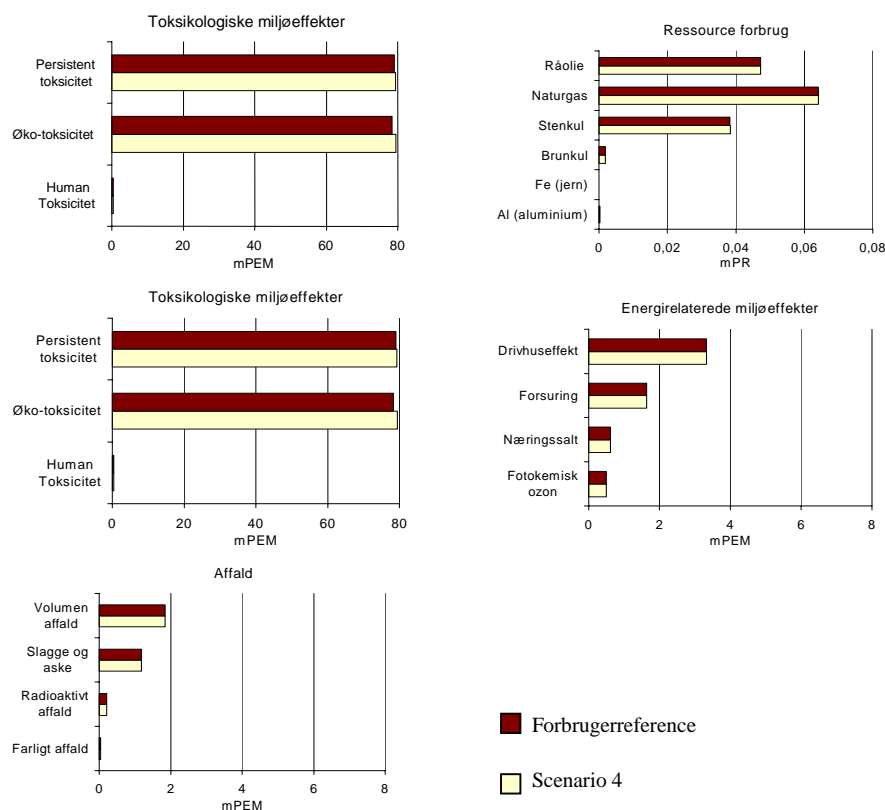 Toksikologiske miljøeffekter
Persistent
toksicitet
Øko-toksicitet
Human
Toksicitet
0 20 40 60 80
mPEM
Ressource forbrug
Råolie
Naturgas
Stenkul
Brunkul
Fe (jern)
Al (aluminium)
0 0,02 0,04 0,06 0,08
mPR
Toksikologiske miljøeffekter
Persistent
toksicitet
Øko-toksicitet
Human
Toksicitet
0 20 40 60 80
mPEM
Energirelaterede miljøeffekter
Drivhuseffekt
Forsuring
Næringssalt
Fotokemisk
ozon
0 2 4 6 8
mPEM
Affald
Volumen
affald
Slagge og
aske
Radioaktivt
affald
Farligt affald
0 2 4 6 8
mPEM
Forbrugerreference
Scenario 4